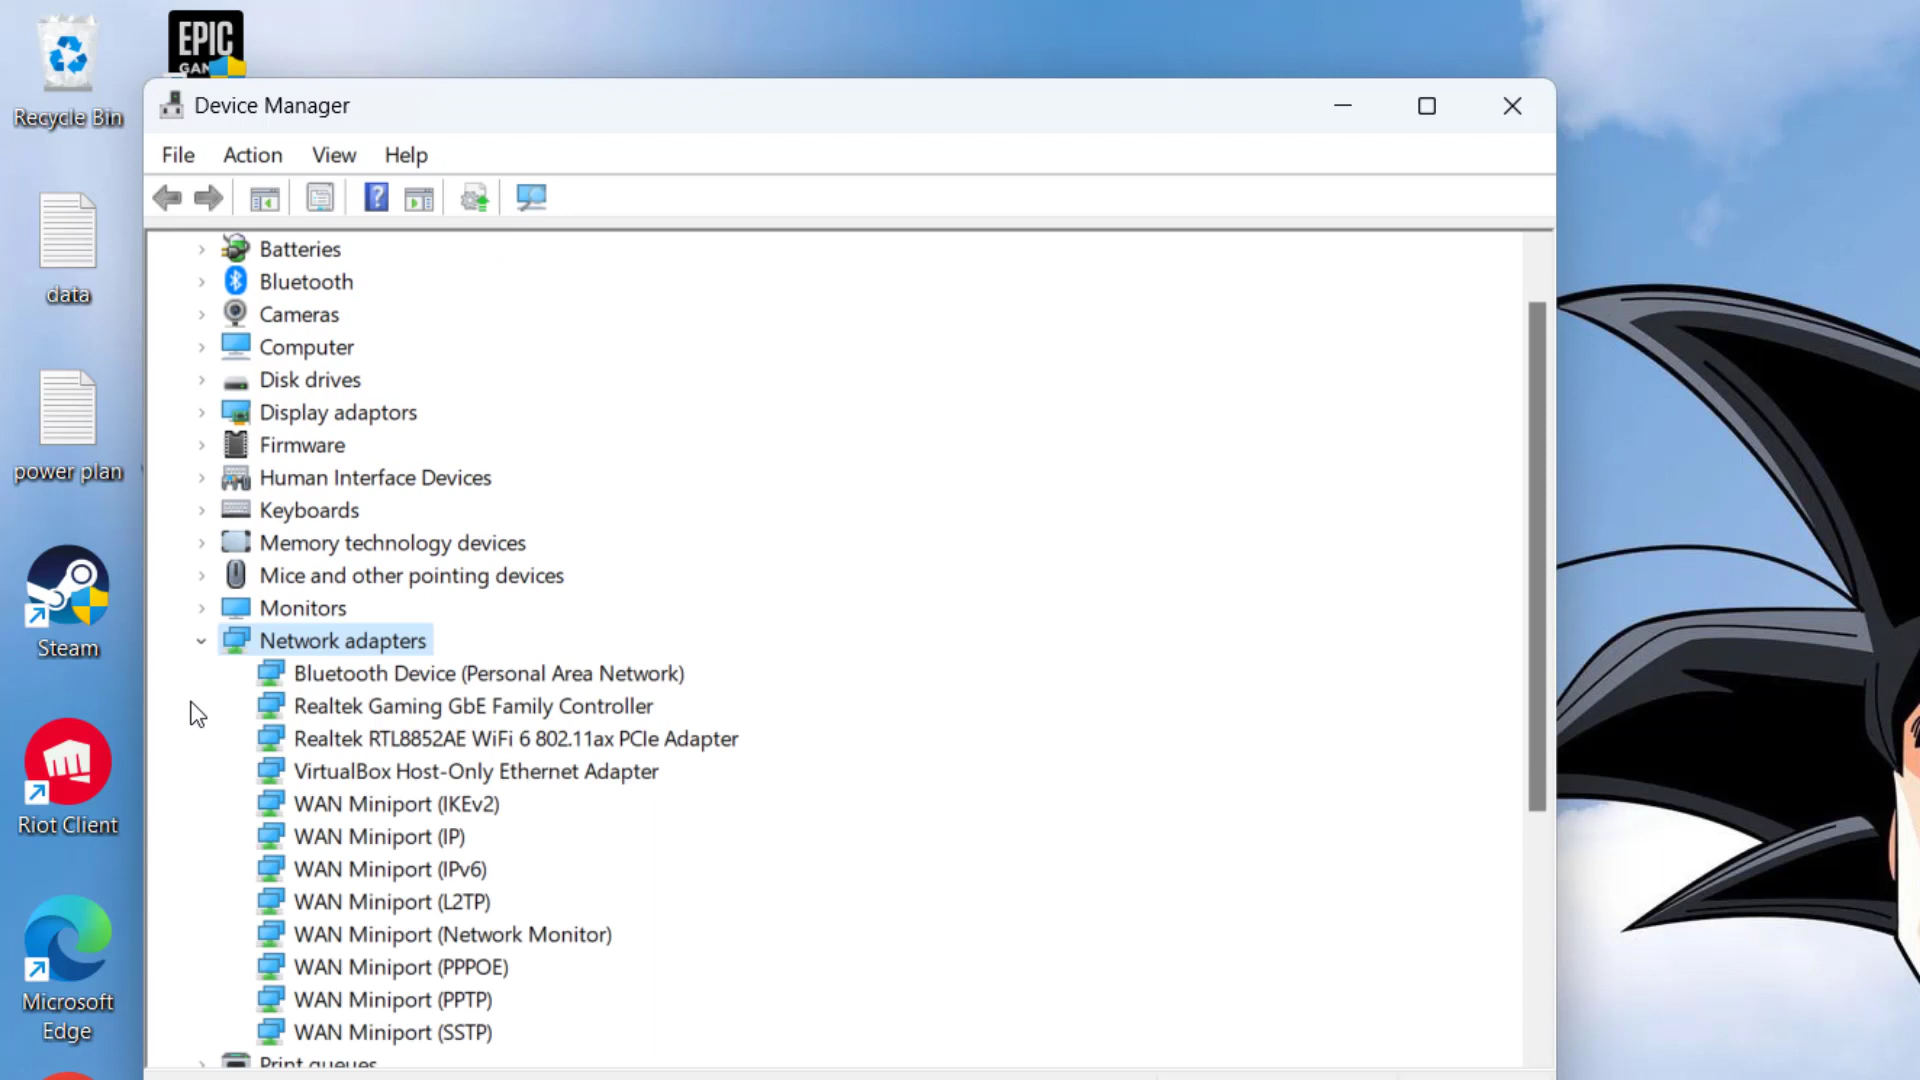 EPIC
GAM
Recycle Bin
data
power plan
Steam
Riot Client
Microsoft
Edge
Device Manager
File Action View Help
Batteries
Bluetooth
Cameras
Computer
Disk drives
Display adaptors
Firmware
Human Interface Devices
Keyboards
Memory technology devices
Mice and other pointing devices
Monitors
Network adapters
Bluetooth Device (Personal Area Network)
Realtek Gaming GbE Family Controller
Realtek RTL8852AE WiFi 6 802.11ax PCIe Adapter
VirtualBox Host-Only Ethernet Adapter
WAN Miniport (IKEv2)
WAN Miniport (IP)
WAN Miniport (IPv6)
WAN Miniport (L2TP)
WAN Miniport (Network Monitor)
WAN Miniport (PPPOE)
WAN Miniport (PPTP)
WAN Miniport (SSTP)
Print queues